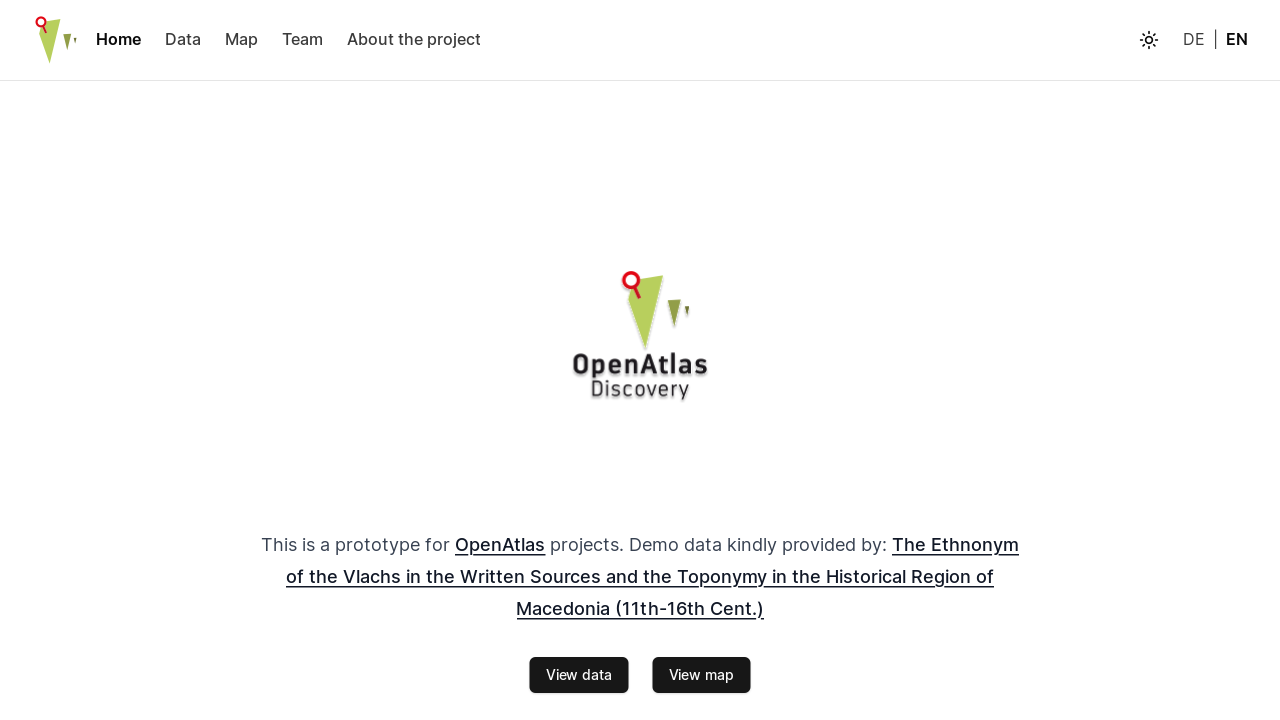 Home Data Map Team About the project DE | EN
OpenAtlas
Discovery
This is a prototype for OpenAtlas projects. Demo data kindly provided by: The Ethnonym
of the Vlachs in the Written Sources and the Toponymy in the Historical Region of
Macedonia (11th-16th Cent.)
View data View map